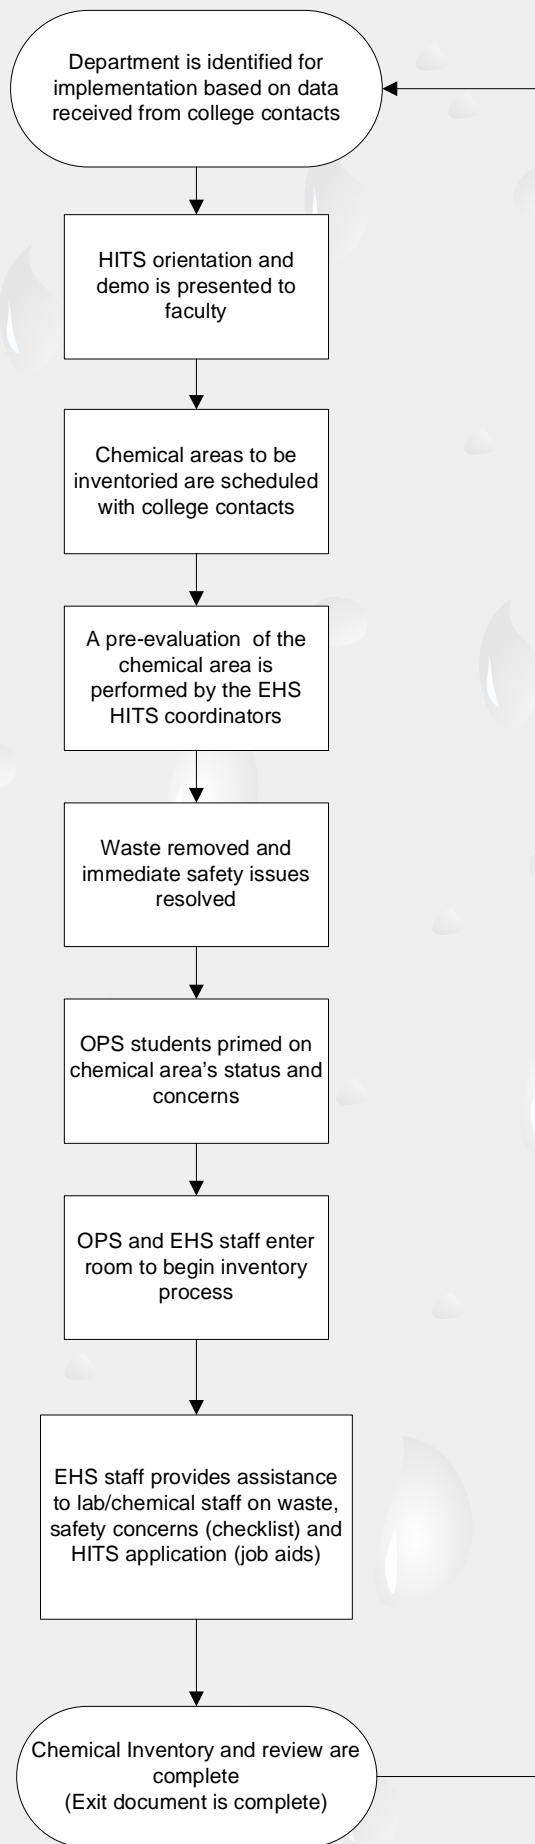 Department is identified for
implementation based on data
received from college contacts
HITS orientation and
demo is presented to
faculty
Chemical areas to be
inventoried are scheduled
with college contacts
A pre-evaluation  of the
chemical area is
performed by the EHS
HITS coordinators
Waste removed and
immediate safety issues
resolved
OPS students primed on
chemical area’s status and
concerns
OPS and EHS staff enter
room to begin inventory
process
EHS staff provides assistance
to lab/chemical staff on waste,
safety concerns (checklist) and
HITS application (job aids)
Chemical Inventory and review are
complete
(Exit document is complete)